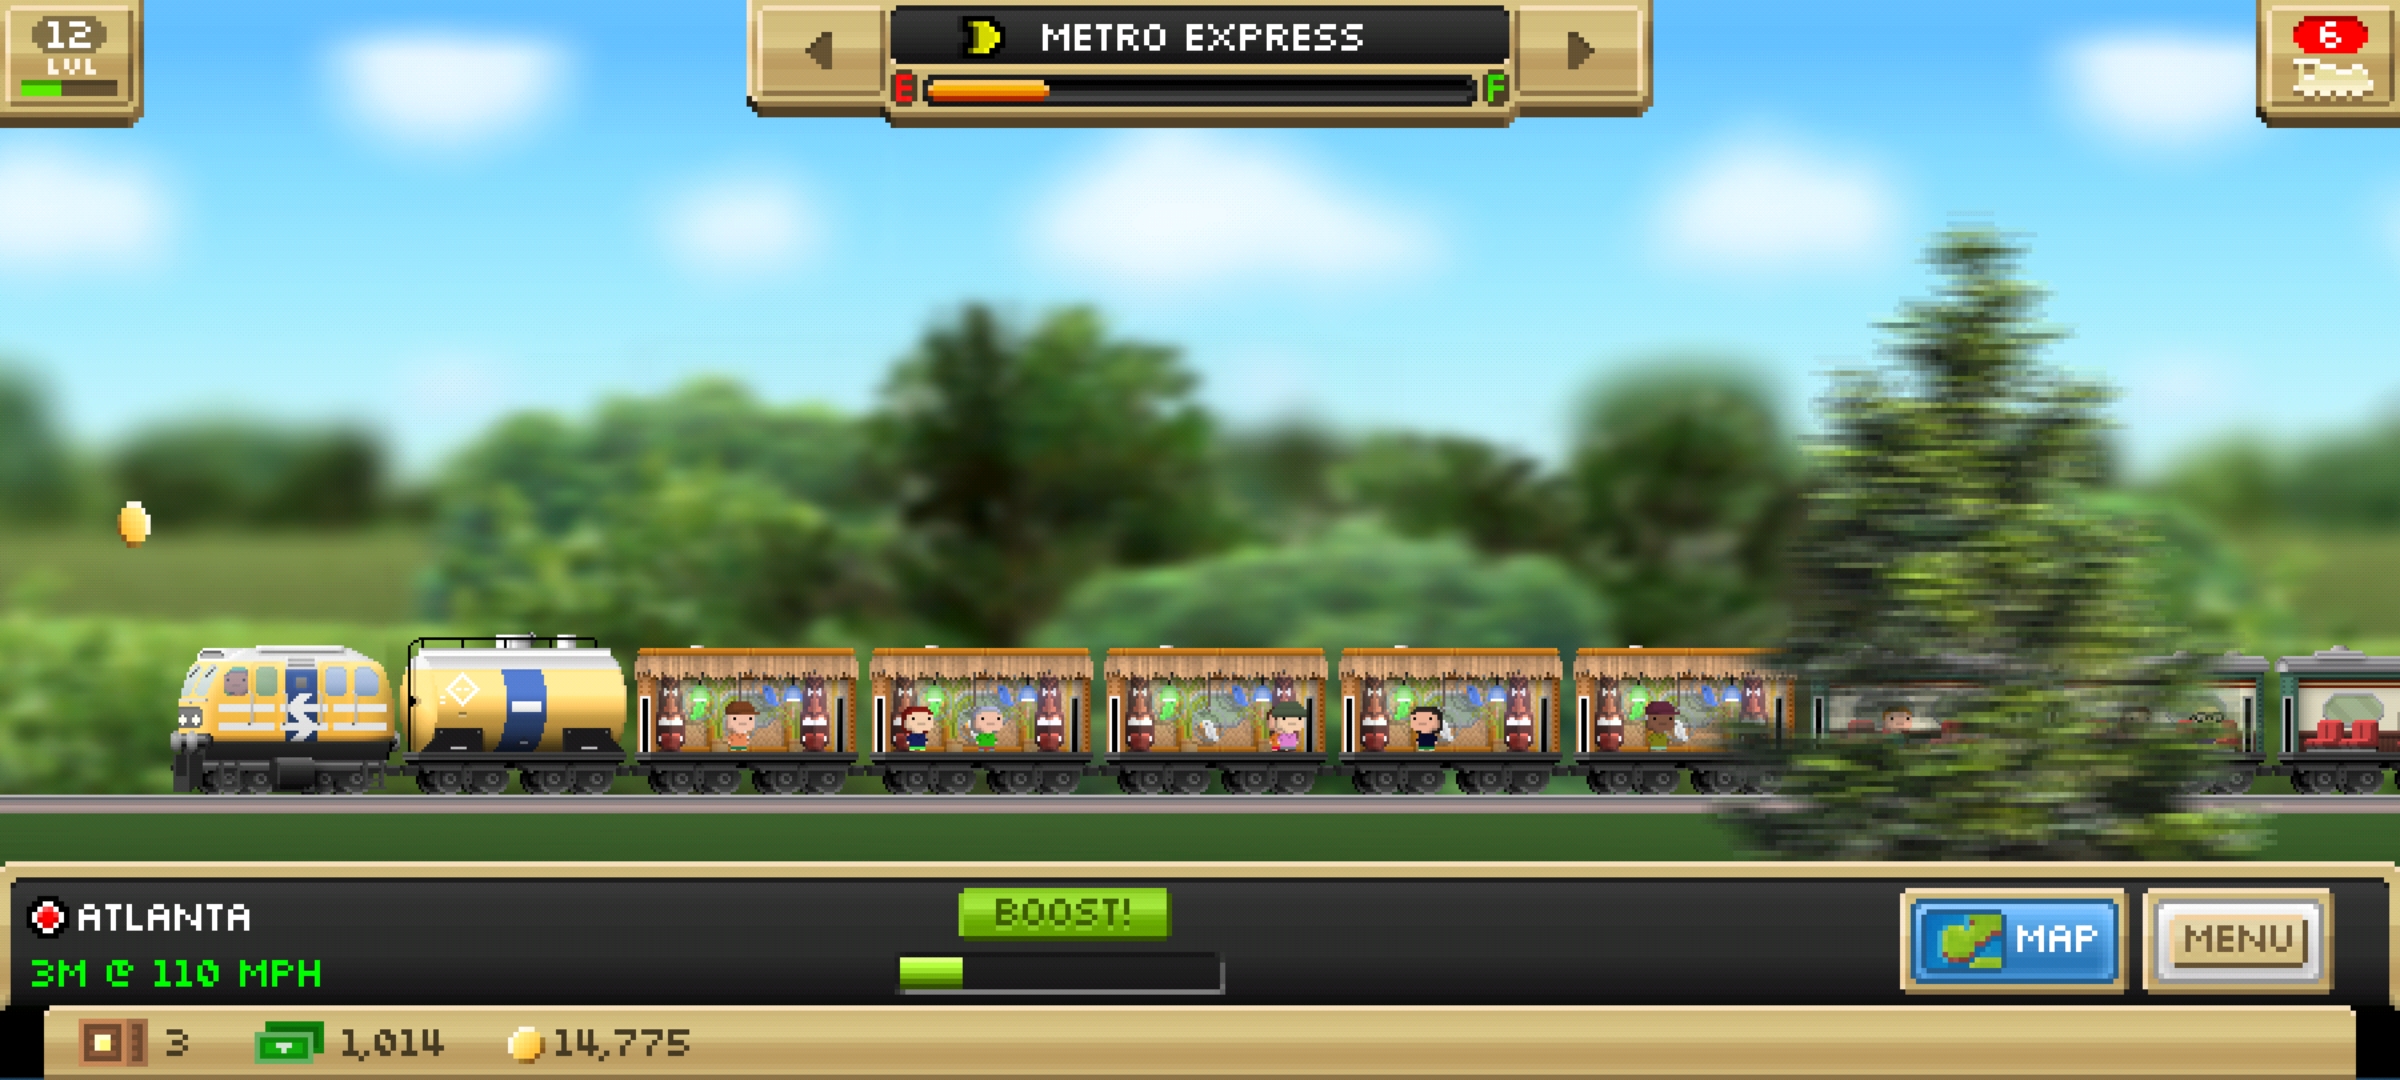 12
LVL
METRO EXPRESS
E F
6
ATLANTA
3M @ 110 MPH
BOOST!
MAP
MENU
3
1,014
14,775